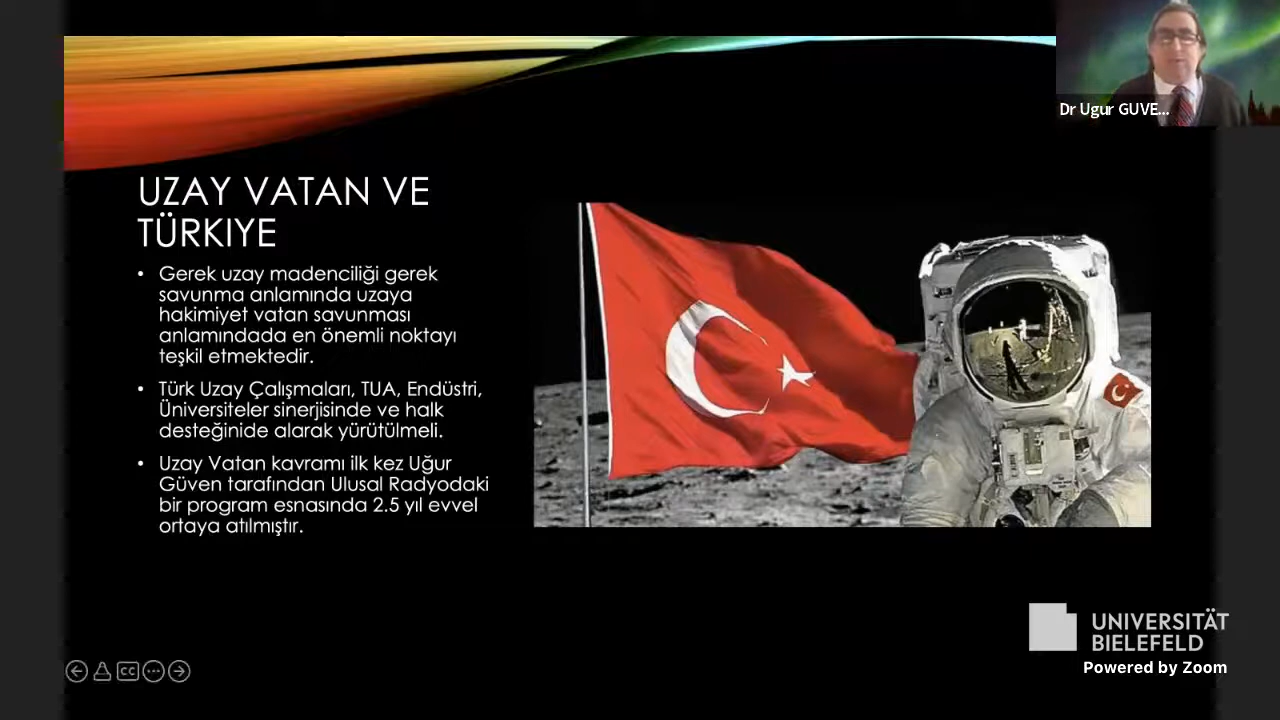 Dr Ugur GUVE...
UZAY VATAN VE
TÜRKIYE
• Gerek uzay madenciliği gerek
savunma anlamında uzaya
hakimiyet vatan savunması
anlamındada en önemli noktayı
teşkil etmektedir.
• Türk Uzay Çalışmaları, TUA, Endüstri,
Üniversiteler sinerjisinde ve halk
desteğinide alarak yürütülmeli.
• Uzay Vatan kavramı ilk kez Uğur
Güven tarafından Ulusal Radyodaki
bir program esnasında 2.5 yıl evvel
ortaya atılmıştır.
UNIVERSITÄT
BIELEFELD
Powered by Zoom
CC